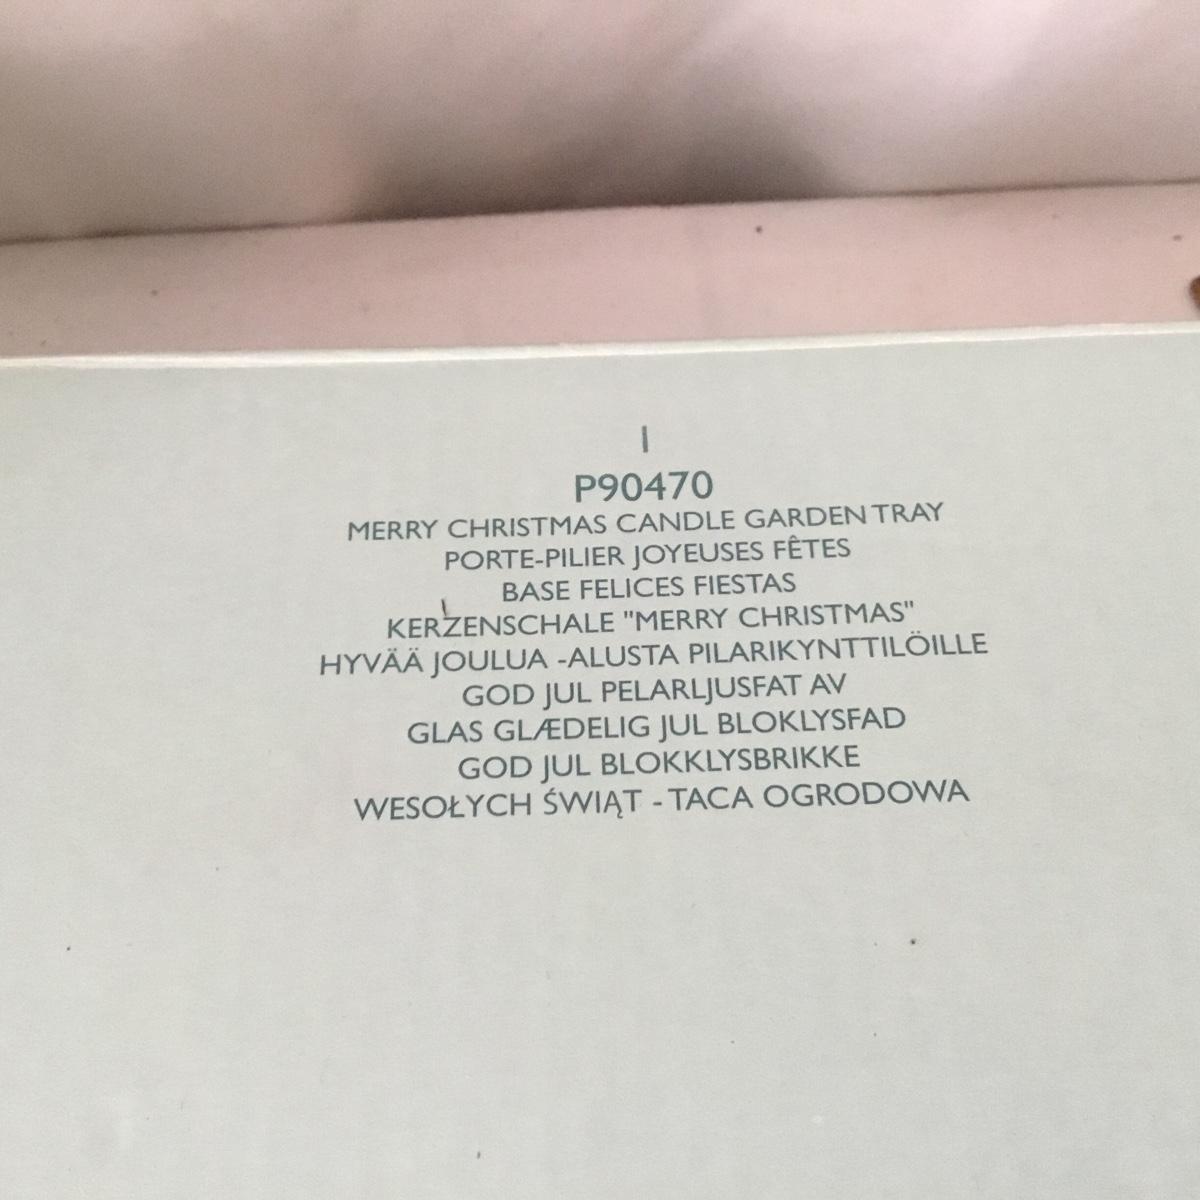 1
P90470
MERRY CHRISTMAS CANDLE GARDEN TRAY
PORTE-PILIER JOYEUSES FÊTES
BASE FELICES FIESTAS
KERZENSCHALE "MERRY CHRISTMAS"
HYVÄÄ JOULUA -ALUSTA PILARIKYNTTILÖILLE
GOD JUL PELARLJUSFAT AV
GLAS GLÆDELIG JUL BLOKLYSFAD
GOD JUL BLOKKLYSBRIKKE
WESOŁYCH ŚWIĄT - TACA OGRODOWA